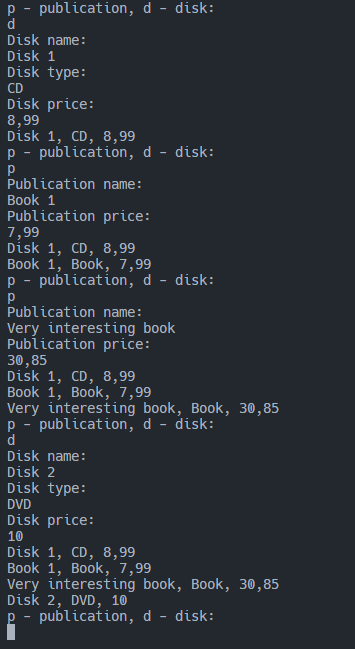 p - publication, d - disk:
d
Disk name:
Disk 1
Disk type:
CD
Disk price:
8,99
Disk 1, CD, 8,99
p - publication, d - disk:
p
Publication name:
Book 1
Publication price:
7,99
Disk 1, CD, 8,99
Book 1, Book, 7,99
p - publication, d - disk:
p
Publication name:
Very interesting book
Publication price:
30,85
Disk 1, CD, 8,99
Book 1, Book, 7,99
Very interesting book, Book, 30,85
p - publication, d - disk:
d
Disk name:
Disk 2
Disk type:
DVD
Disk price:
10
Disk 1, CD, 8,99
Book 1, Book, 7,99
Very interesting book, Book, 30,85
Disk 2, DVD, 10
p - publication, d - disk: